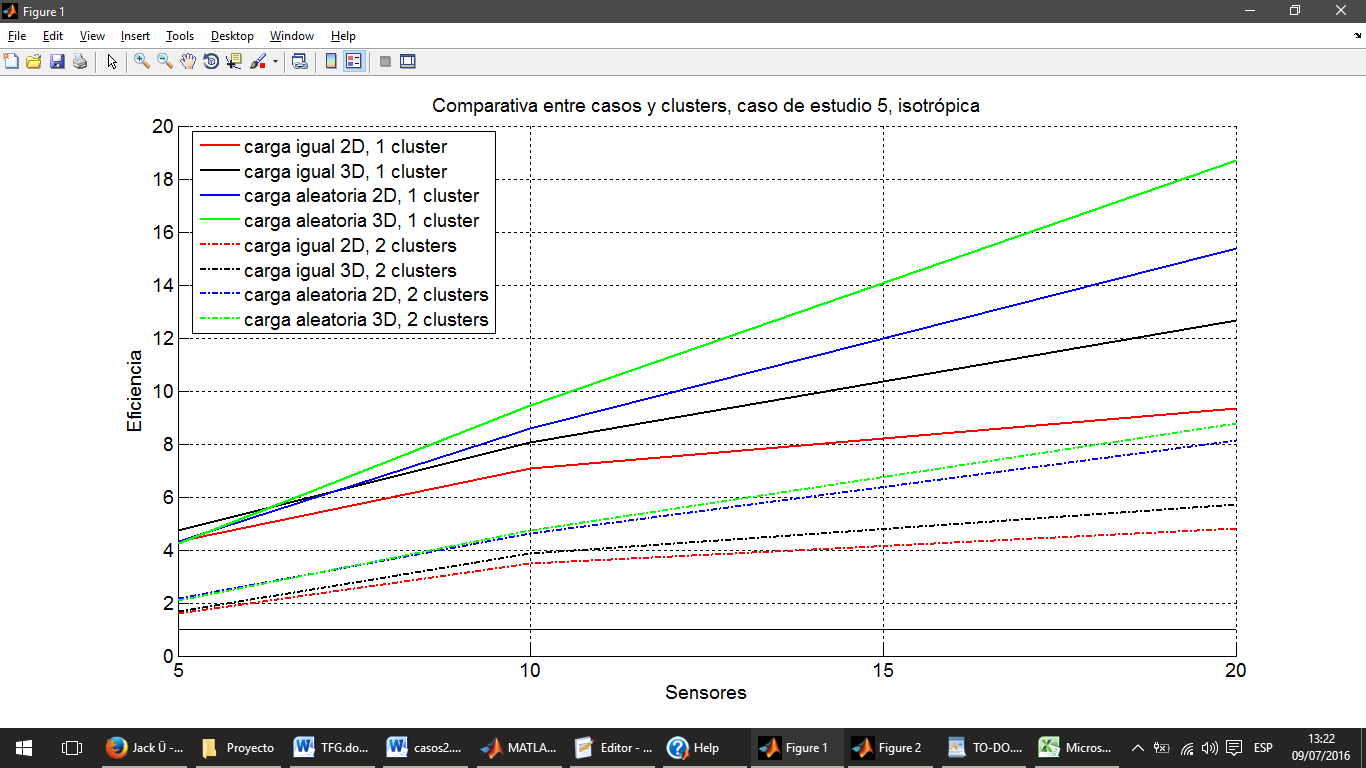 Figure 1
File Edit View Insert Tools Desktop Window Help
Comparativa entre casos y clusters, caso de estudio 5, isotrópica
20
18
16
14
12
10
8
6
4
2
0
Eficiencia
carga igual 2D, 1 cluster
carga igual 3D, 1 cluster
carga aleatoria 2D, 1 cluster
carga aleatoria 3D, 1 cluster
carga igual 2D, 2 clusters
carga igual 3D, 2 clusters
carga aleatoria 2D, 2 clusters
carga aleatoria 3D, 2 clusters
5 10 15 20
Sensores
Jack Ü -... Proyecto TFG.do... casos2.... MATLA... Editor - ... Help Figure 1 Figure 2 TO-DO.... Micros... ESP 13:22
09/07/2016